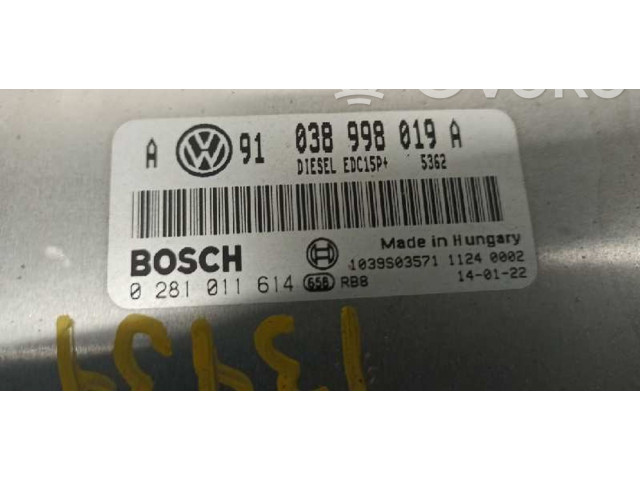 A VW 91 038 998 019 A
DIESEL EDC15P+ 5362
Made in Hungary
BOSCH
1039S03571 1124 0002
0 281 011 614 658 RB8 14-01-22